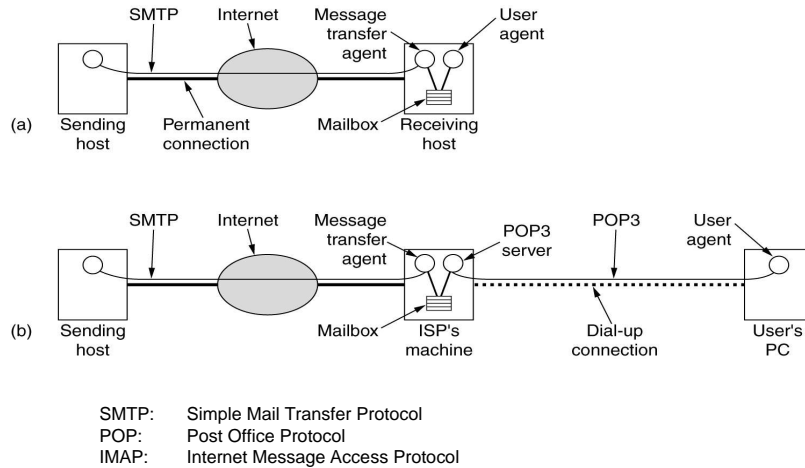 SMTP
Internet
Message
transfer
agent
User
agent
(a)
Sending
host
Permanent
connection
Mailbox
Receiving
host
SMTP
Internet
Message
transfer
agent
POP3
server
POP3
User
agent
(b)
Sending
host
Mailbox
ISP's
machine
Dial-up
connection
User's
PC
SMTP: Simple Mail Transfer Protocol
POP: Post Office Protocol
IMAP: Internet Message Access Protocol